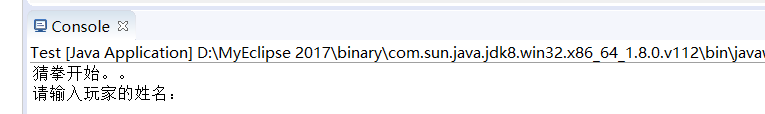 Console
Test [Java Application] D:\MyEclipse 2017\binary\com.sun.java.jdk8.win32.x86_64_1.8.0.v112\bin\javaw
猜拳开始。。
请输入玩家的姓名：